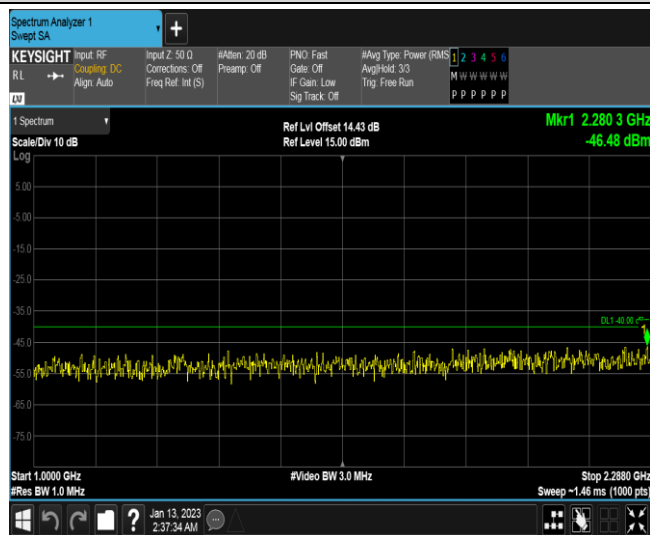 Spectrum Analyzer 1
Swept SA
KEYSIGHT
RL
LXI
Input: RF
Coupling: DC
Align: Auto
Input Z: 50 Ω
Corrections: Off
Freq Ref: Int (S)
#Atten: 20 dB
Preamp: Off
PNO: Fast
Gate: Off
IF Gain: Low
Sig Track: Off
#Avg Type: Power (RMS
Avg|Hold: 3/3
Trig: Free Run
1 2 3 4 5 6
M W W W W W
P P P P P P
1 Spectrum
Scale/Div 10 dB
Log
Ref Lvl Offset 14.43 dB
Ref Level 15.00 dBm
Mkr1 2.280 3 GHz
-46.48 dBm
5.00
-5.00
-15.0
-25.0
-35.0
-45.0
-55.0
-65.0
-75.0
DL1 -40.00
1
Start 1.0000 GHz
#Res BW 1.0 MHz
#Video BW 3.0 MHz
Stop 2.2880 GHz
Sweep ~1.46 ms (1000 pts)
?
Jan 13, 2023
2:37:34 AM